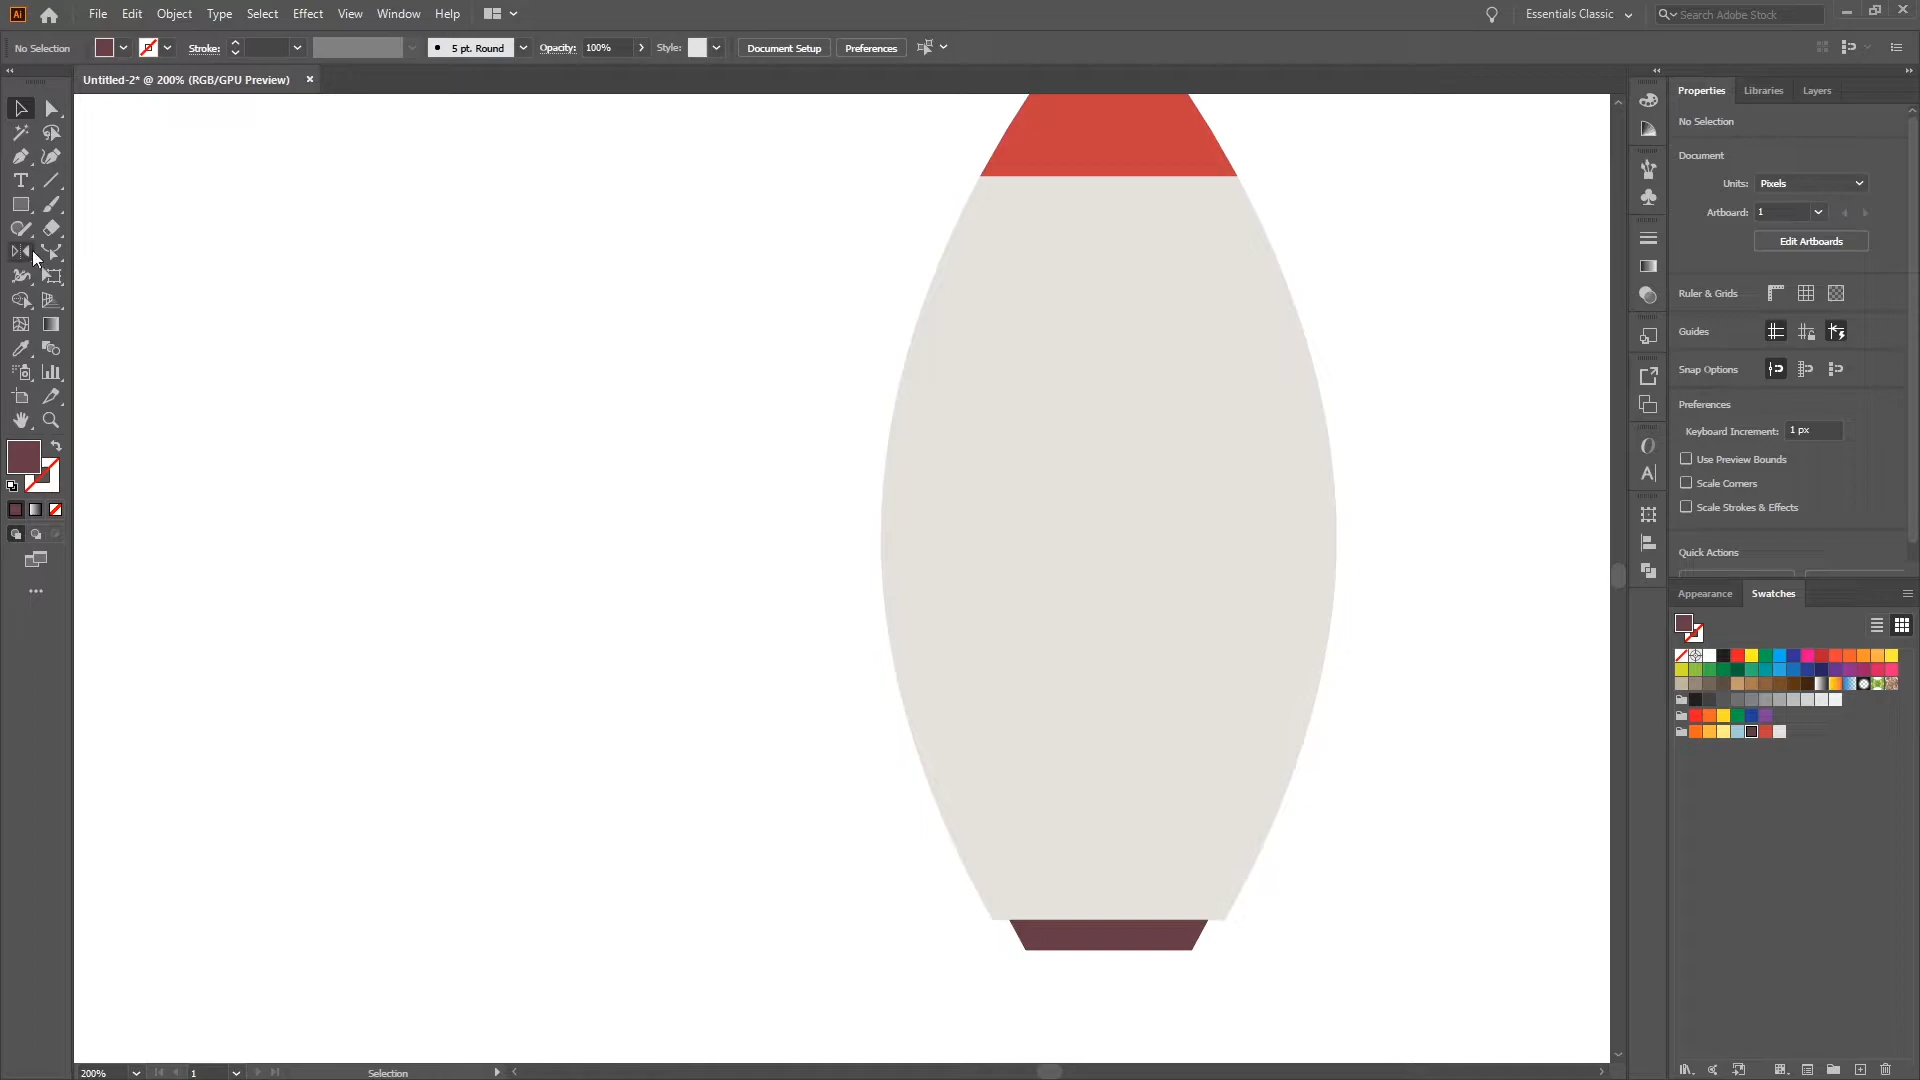 Ai File Edit Object Type Select Effect View Window Help Essentials Classic Search Adobe Stock
No Selection Stroke: 5 pt. Round Opacity: 100% Style: Document Setup Preferences
Untitled-2* @ 200% (RGB/GPU Preview)
Properties Libraries Layers
No Selection
Document
Units: Pixels
Artboard: 1
Edit Artboards
Ruler & Grids
Guides
Snap Options
Preferences
Keyboard Increment: 1 px
Use Preview Bounds
Scale Corners
Scale Strokes & Effects
Quick Actions
Appearance Swatches
200% 1 Selection